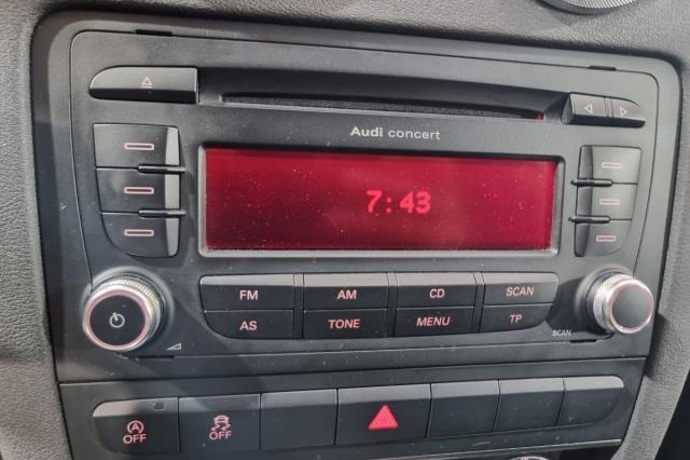 Audi concert
7:43
FM AM CD SCAN
AS TONE MENU TP
SCAN
OFF OFF